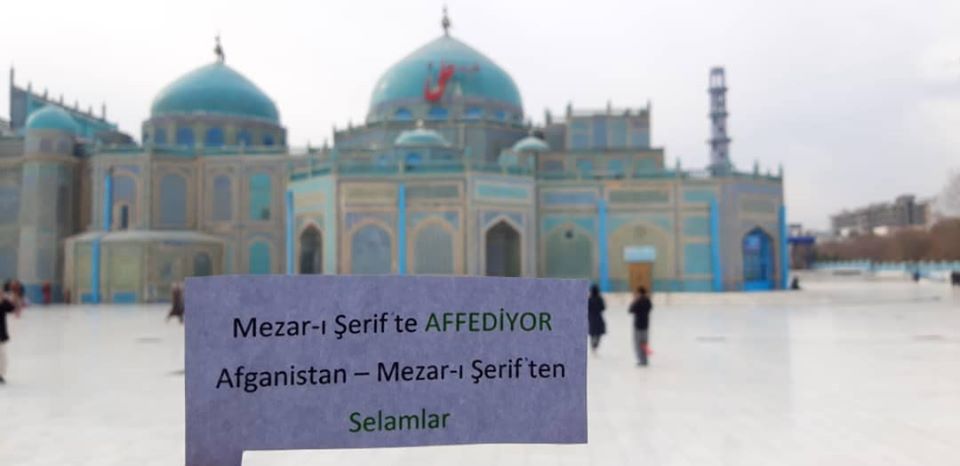 Mezar-ı Şerif'te AFFEDİYOR
Afganistan – Mezar-ı Şerif'ten
Selamlar